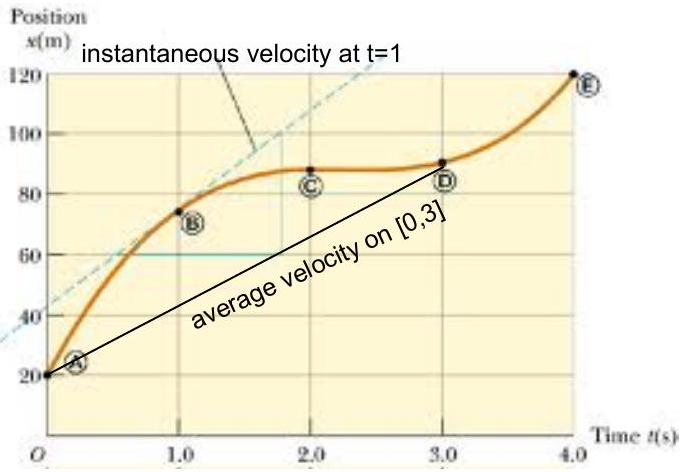 Position
x(m)
instantaneous velocity at t=1
120
100
80
60
40
20
Ⓐ
Ⓑ
Ⓒ
Ⓓ
Ⓔ
average velocity on [0,3]
O
1.0
2.0
3.0
4.0
Time t(s)